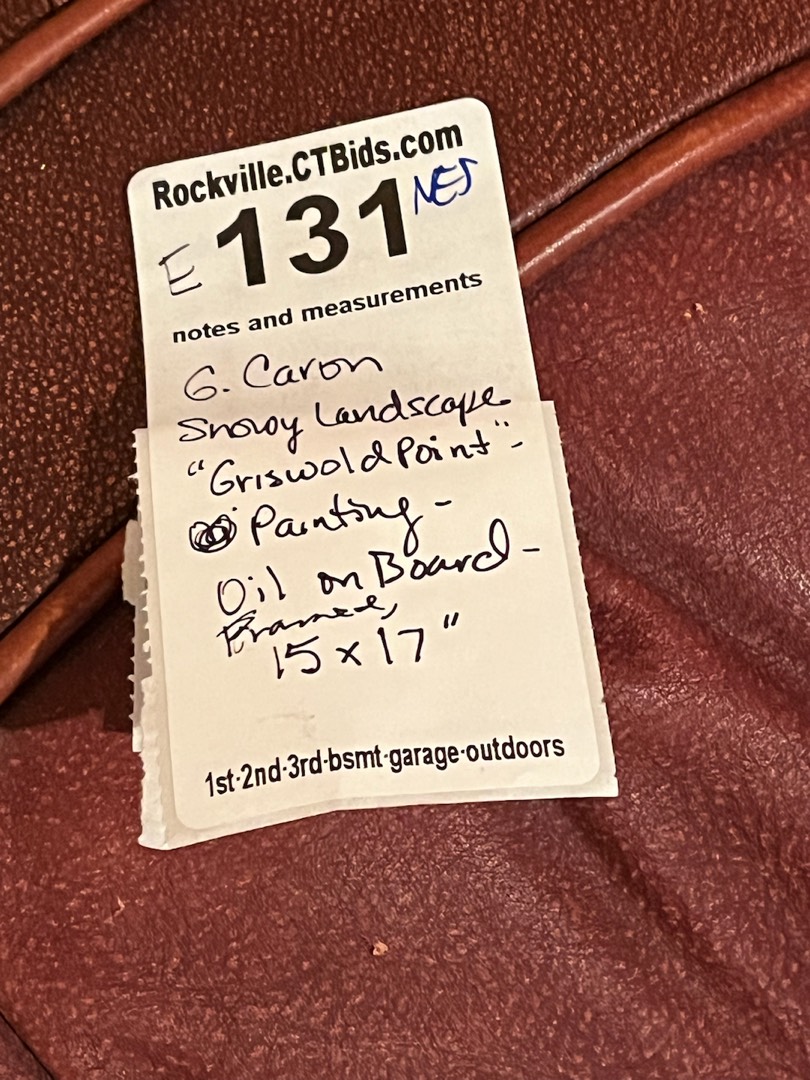 Rockville.CTBids.com
E 131 NES
notes and measurements
G. Caron
Snowy Landscape
"Griswold Point" -
Painting -
Oil on Board -
Framed,
15 x 17"
1st-2nd-3rd-bsmt-garage-outdoors